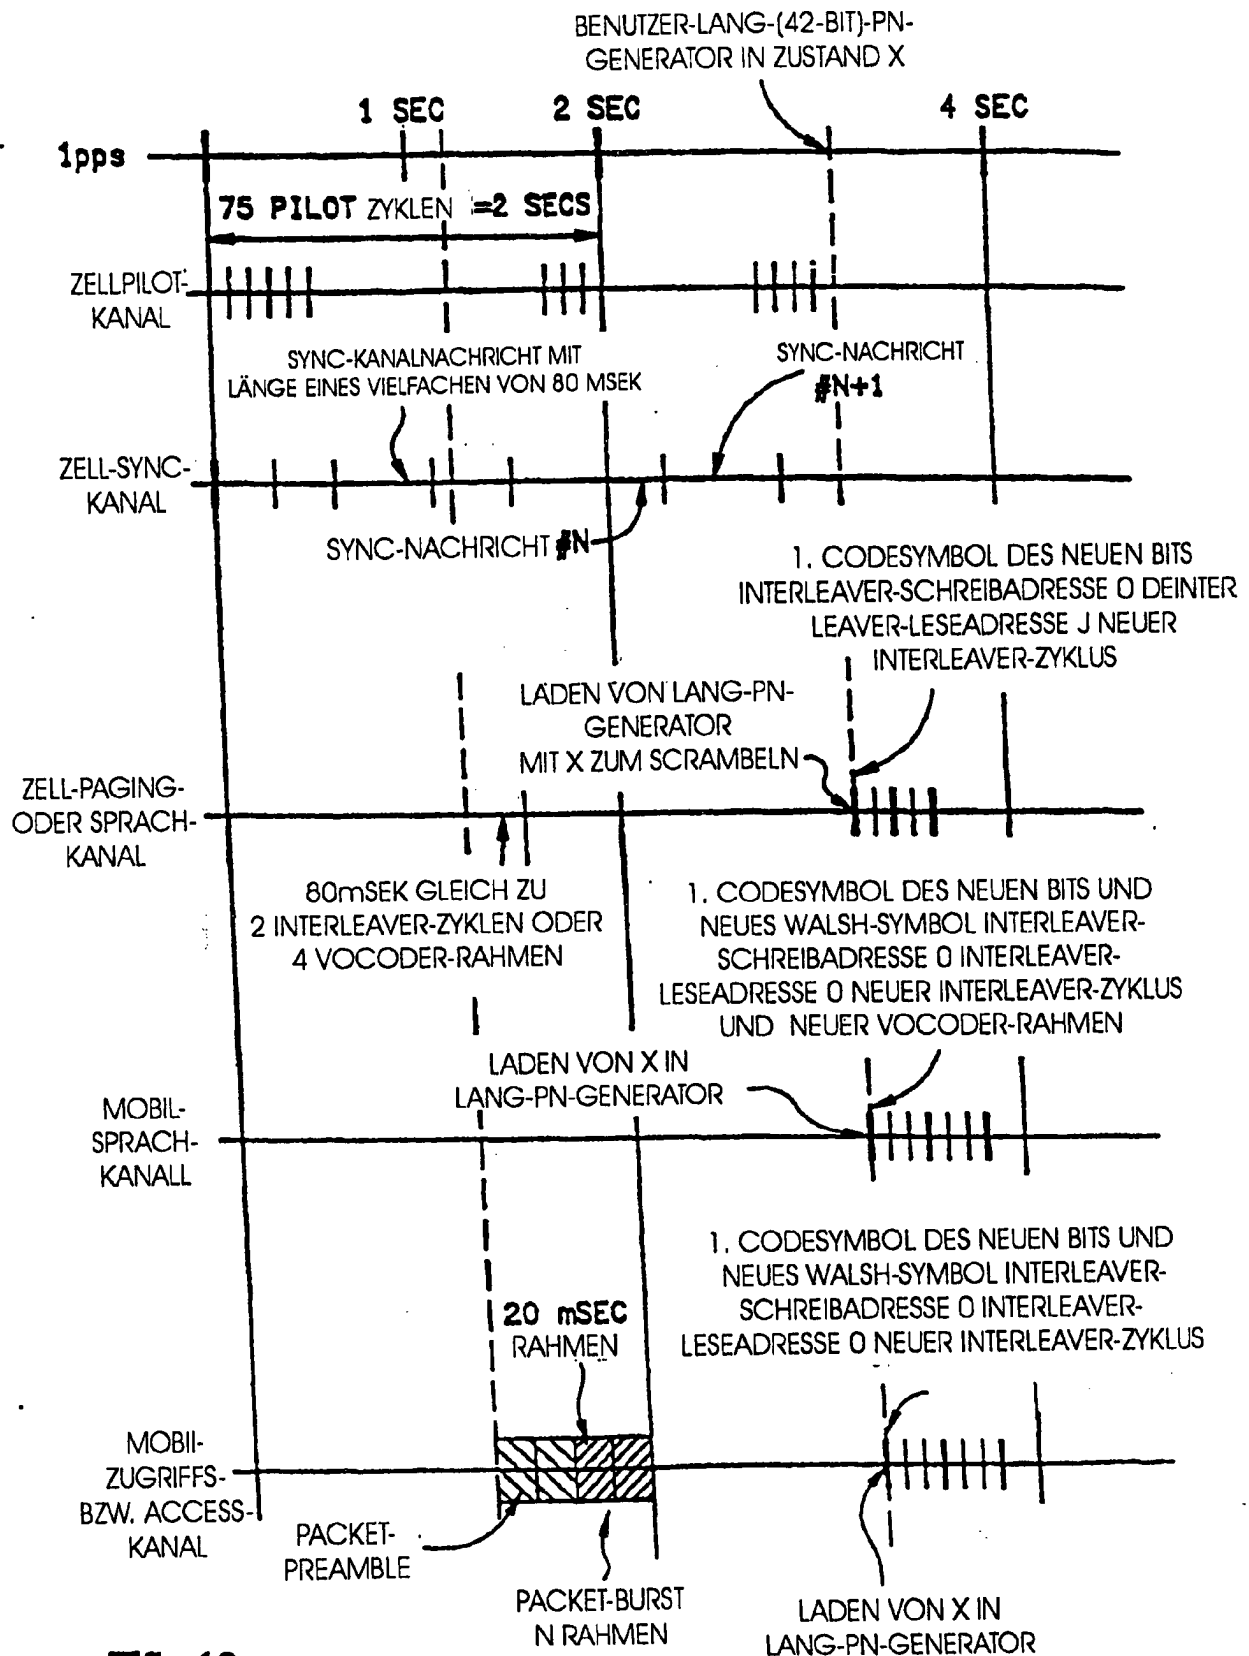 BENUTZER-LANG-(42-BIT)-PN-
GENERATOR IN ZUSTAND X
1 SEC
2 SEC
4 SEC
1pps
75 PILOT ZYKLEN =2 SECS
ZELLPILOT-
KANAL
SYNC-KANALNACHRICHT MIT
LÄNGE EINES VIELFACHEN VON 80 MSEK
SYNC-NACHRICHT
#N+1
ZELL-SYNC-
KANAL
SYNC-NACHRICHT #N
1. CODESYMBOL DES NEUEN BITS
INTERLEAVER-SCHREIBADRESSE 0 DEINTER
LEAVER-LESEADRESSE J NEUER
INTERLEAVER-ZYKLUS
LADEN VON LANG-PN-
GENERATOR
MIT X ZUM SCRAMBELN
ZELL-PAGING-
ODER SPRACH-
KANAL
80mSEK GLEICH ZU
2 INTERLEAVER-ZYKLEN ODER
4 VOCODER-RAHMEN
1. CODESYMBOL DES NEUEN BITS UND
NEUES WALSH-SYMBOL INTERLEAVER-
SCHREIBADRESSE 0 INTERLEAVER-
LESEADRESSE 0 NEUER INTERLEAVER-ZYKLUS
UND NEUER VOCODER-RAHMEN
LADEN VON X IN
LANG-PN-GENERATOR
MOBIL-
SPRACH-
KANALL
1. CODESYMBOL DES NEUEN BITS UND
NEUES WALSH-SYMBOL INTERLEAVER-
SCHREIBADRESSE 0 INTERLEAVER-
LESEADRESSE 0 NEUER INTERLEAVER-ZYKLUS
20 mSEC
RAHMEN
MOBIL-
ZUGRIFFS-
BZW. ACCESS-
KANAL
PACKET-
PREAMBLE
PACKET-BURST
N RAHMEN
LADEN VON X IN
LANG-PN-GENERATOR